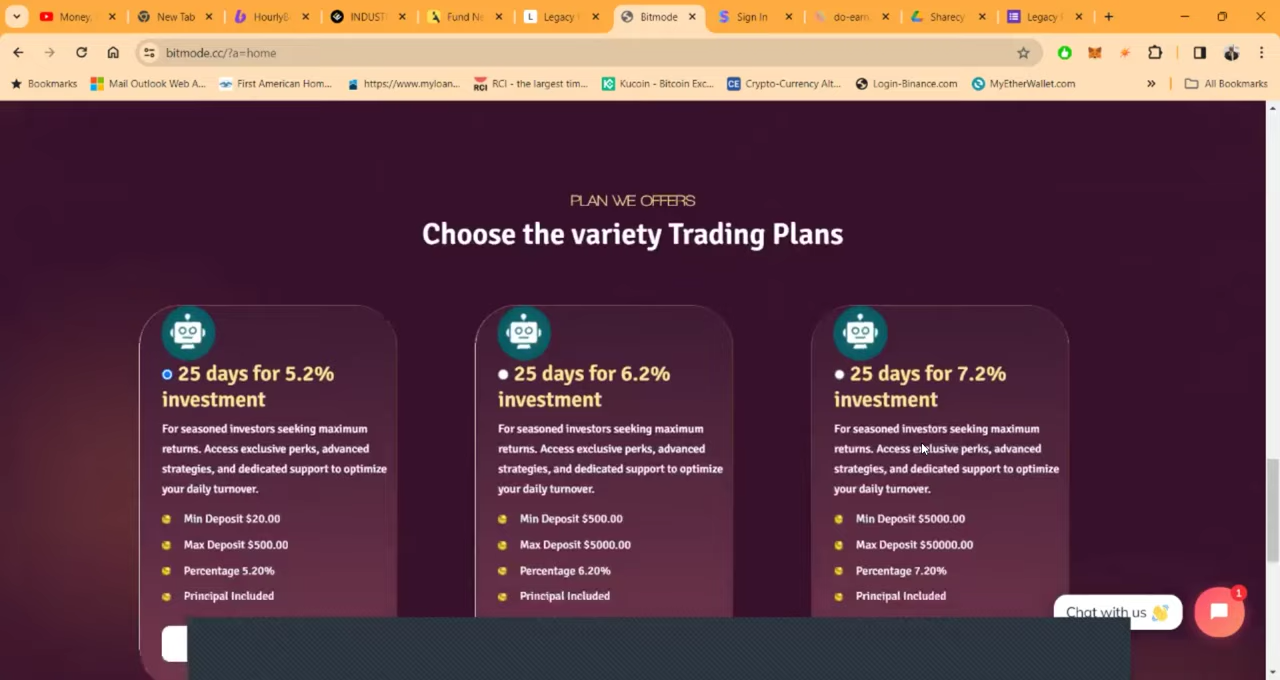 Money
New Tab
HourlyB
INDUST
Fund Ne
Legacy
Bitmode
Sign In
do-earn
Sharecy
Legacy
bitmode.cc/?a=home
Bookmarks
Mail Outlook Web A...
First American Hom...
https://www.myloan...
RCI
RCI - the largest tim...
Kucoin - Bitcoin Exc...
CE
Crypto-Currency Alt...
Login-Binance.com
MyEtherWallet.com
All Bookmarks
PLAN WE OFFERS
Choose the variety Trading Plans
25 days for 5.2%
investment
For seasoned investors seeking maximum
returns. Access exclusive perks, advanced
strategies, and dedicated support to optimize
your daily turnover.
Min Deposit $20.00
Max Deposit $500.00
Percentage 5.20%
Principal Included
25 days for 6.2%
investment
For seasoned investors seeking maximum
returns. Access exclusive perks, advanced
strategies, and dedicated support to optimize
your daily turnover.
Min Deposit $500.00
Max Deposit $5000.00
Percentage 6.20%
Principal Included
25 days for 7.2%
investment
For seasoned investors seeking maximum
returns. Access exclusive perks, advanced
strategies, and dedicated support to optimize
your daily turnover.
Min Deposit $5000.00
Max Deposit $50000.00
Percentage 7.20%
Principal Included
Chat with us 👋
1